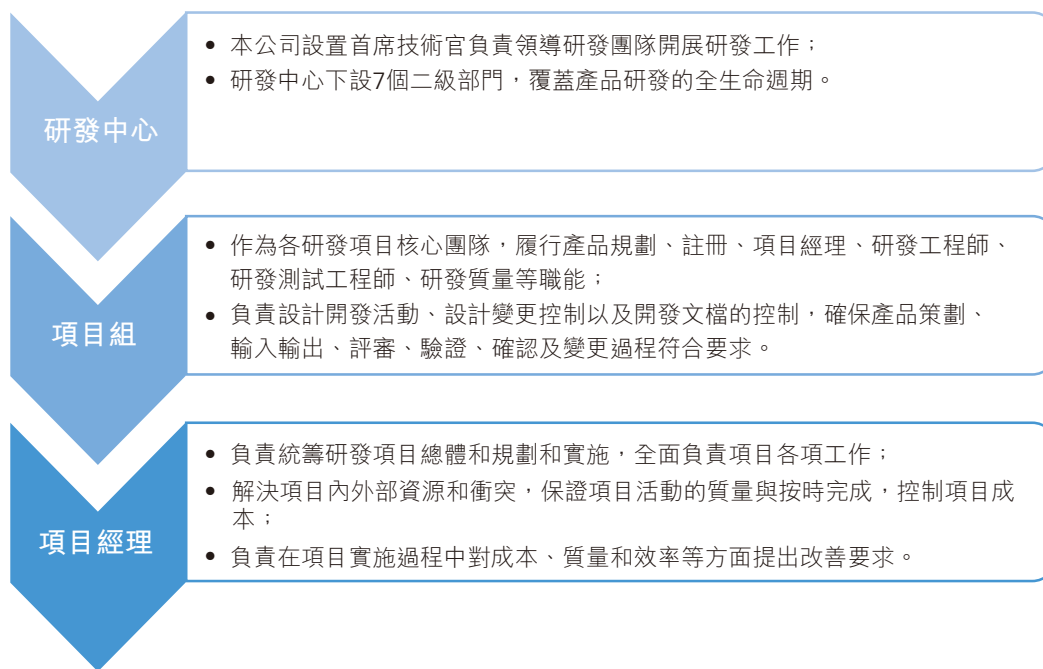 研發中心
• 本公司設置首席技術官負責領導研發團隊開展研發工作；
• 研發中心下設7個二級部門，覆蓋產品研發的全生命週期。
項目組
• 作為各研發項目核心團隊，履行產品規劃、註冊、項目經理、研發工程師、
研發測試工程師、研發質量等職能；
• 負責設計開發活動、設計變更控制以及開發文檔的控制，確保產品策劃、
輸入輸出、評審、驗證、確認及變更過程符合要求。
項目經理
• 負責統籌研發項目總體和規劃和實施，全面負責項目各項工作；
• 解決項目內外部資源和衝突，保證項目活動的質量與按時完成，控制項目成
本；
• 負責在項目實施過程中對成本、質量和效率等方面提出改善要求。